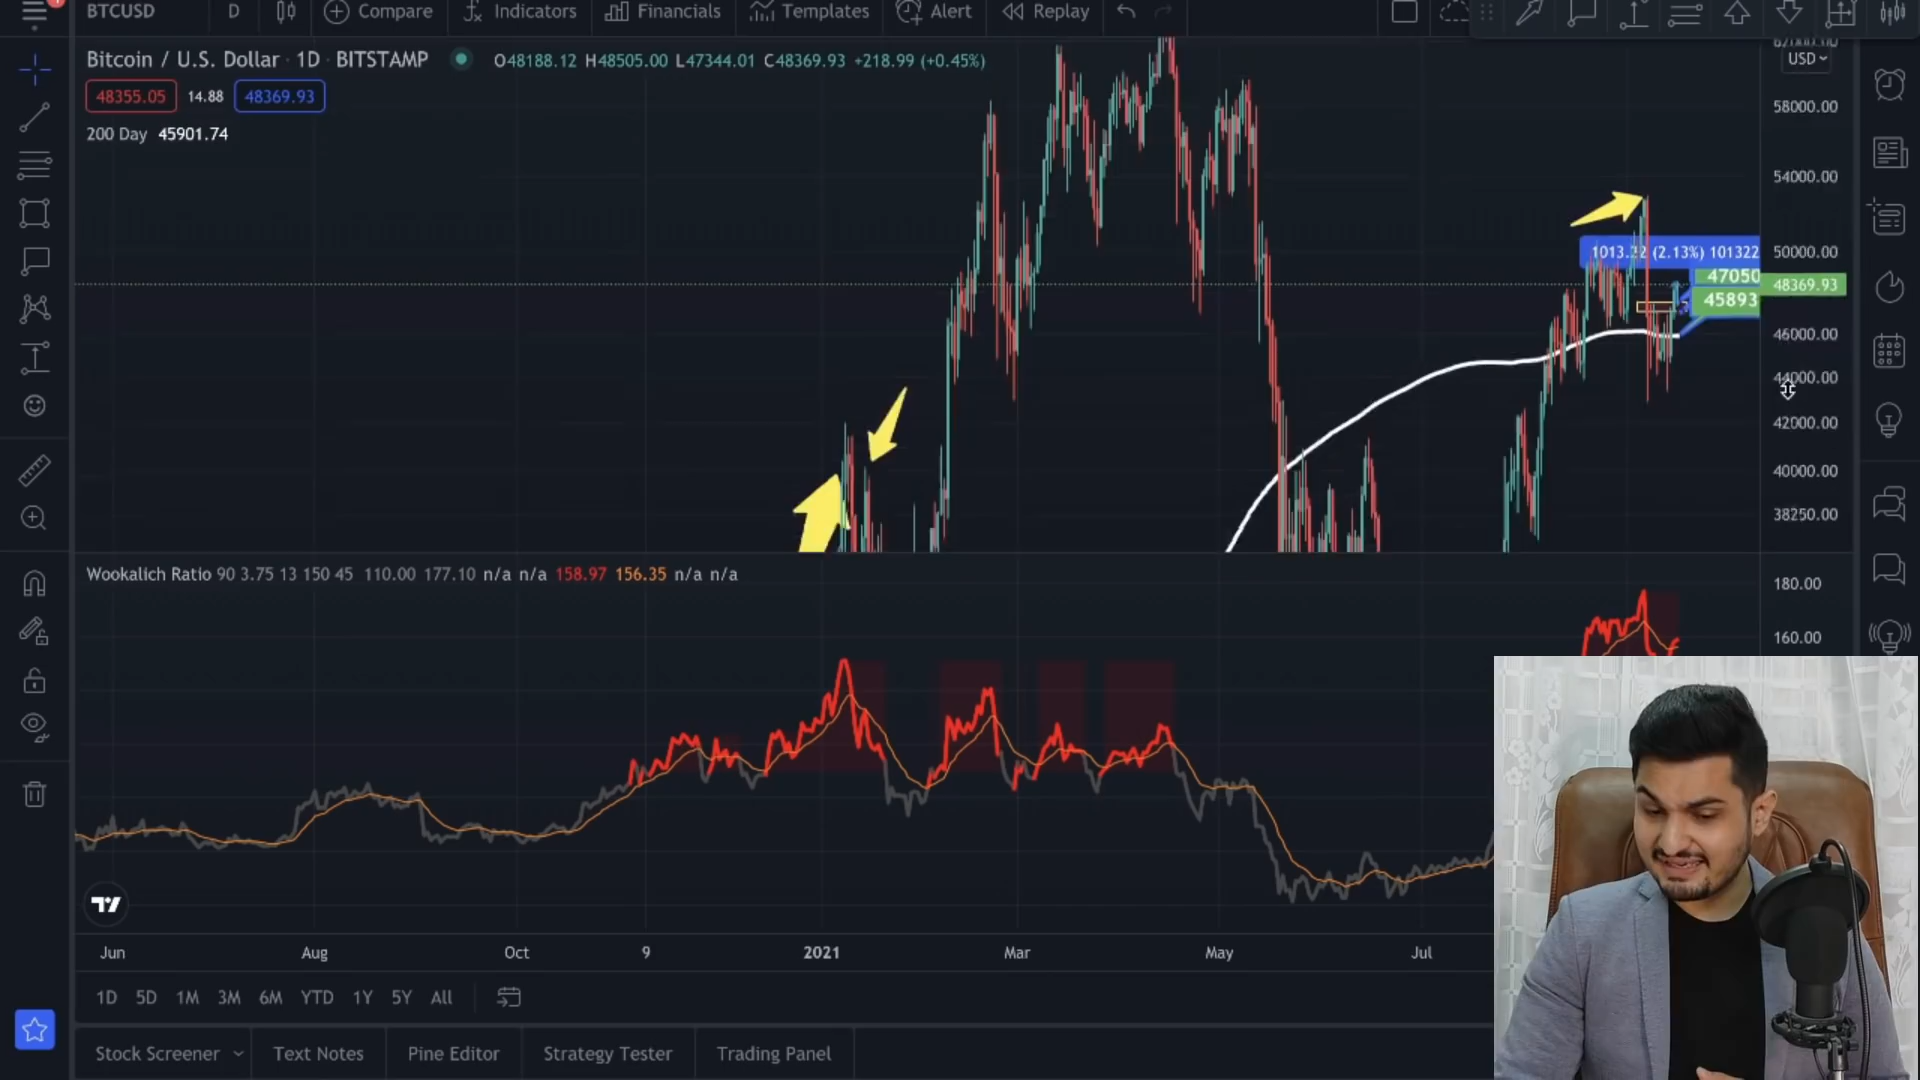 BTCUSD D Compare Indicators Financials Templates Alert Replay
Bitcoin / U.S. Dollar · 1D · BITSTAMP O48188.12 H48505.00 L47344.01 C48369.93 +218.99 (+0.45%)
48355.05 14.88 48369.93
200 Day 45901.74
USD
58000.00
54000.00
50000.00
1013.32 (2.13%) 101322
47050
48369.93
45893
46000.00
44000.00
42000.00
40000.00
38250.00
Wookalich Ratio 90 3.75 13 150 45 110.00 177.10 n/a n/a 158.97 156.35 n/a n/a
180.00
160.00
Jun Aug Oct 9 2021 Mar May Jul
1D 5D 1M 3M 6M YTD 1Y 5Y All
Stock Screener Text Notes Pine Editor Strategy Tester Trading Panel